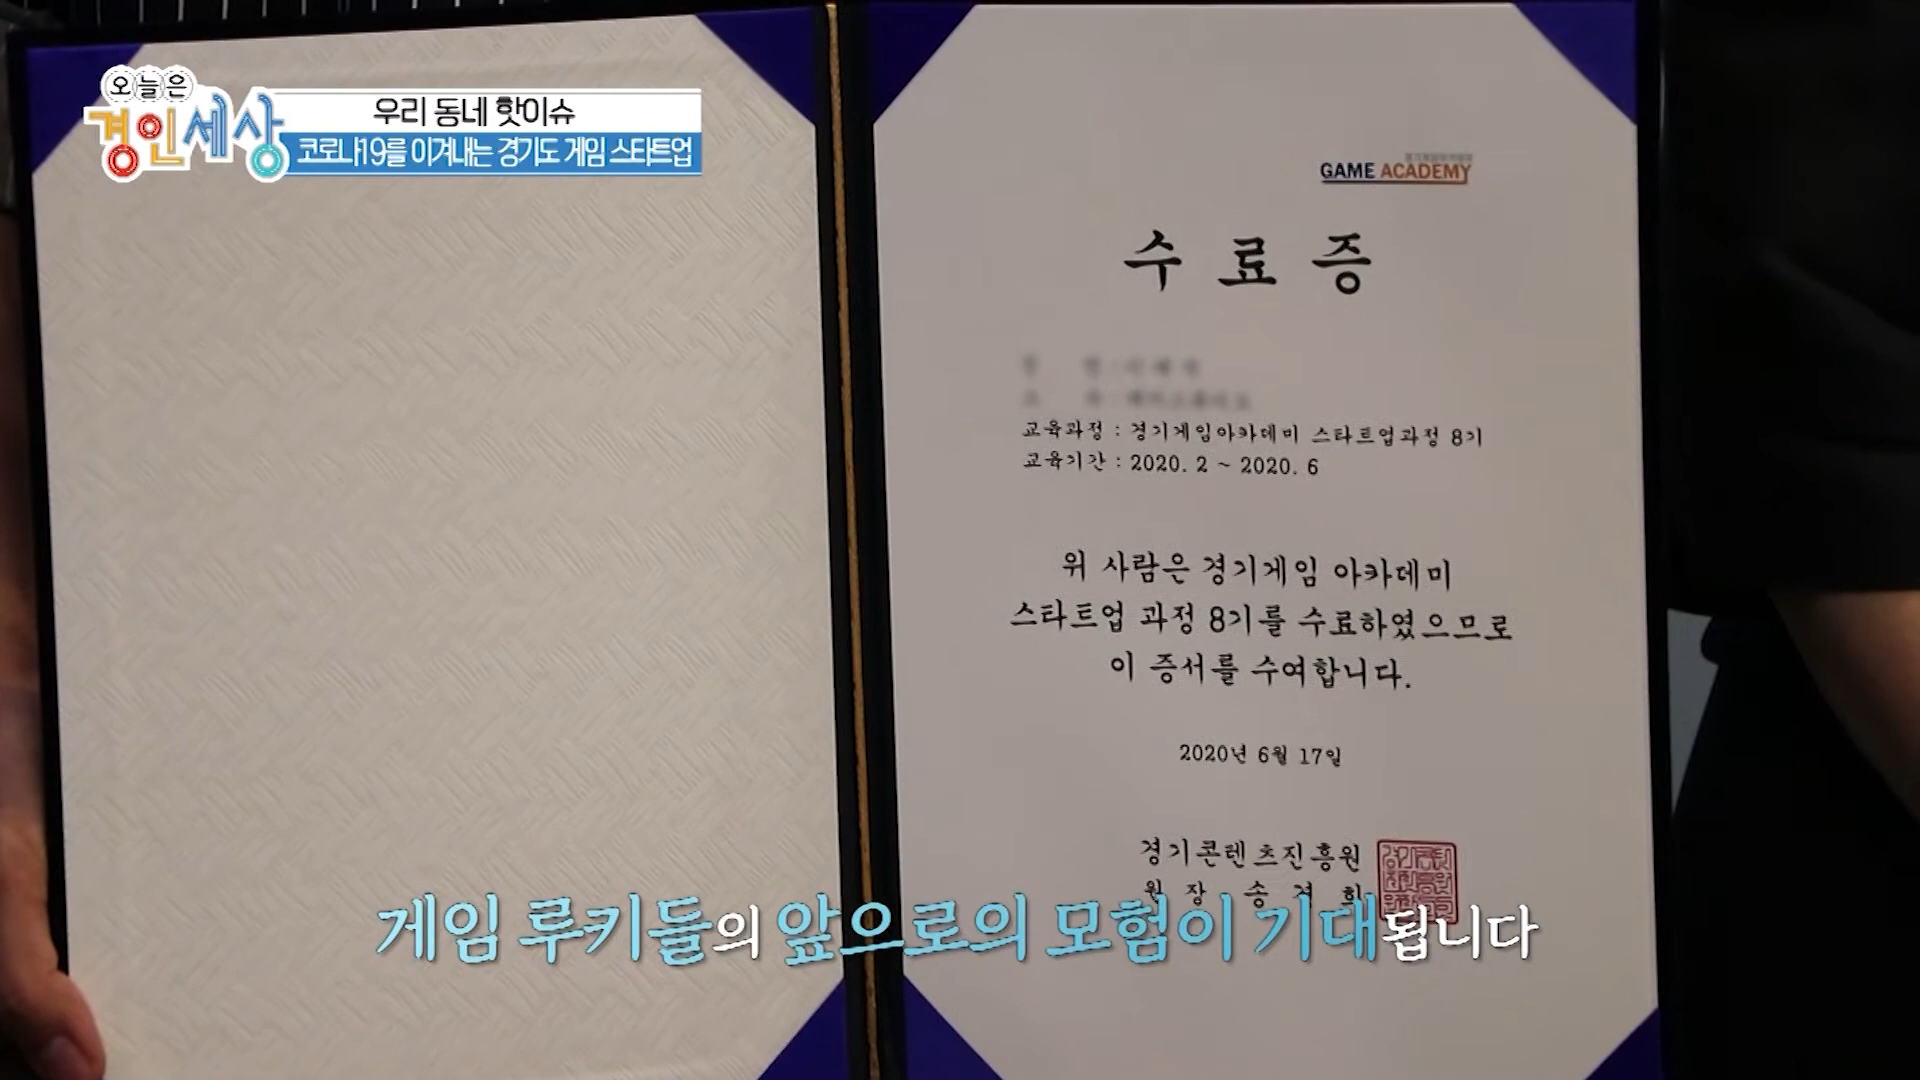 오늘은
경인세상
우리 동네 핫이슈
코로나19를 이겨내는 경기도 게임 스타트업
GAME ACADEMY
수료증
교육과정 : 경기게임아카데미 스타트업과정 8기
교육기간 : 2020. 2 ~ 2020. 6
위 사람은 경기게임 아카데미
스타트업 과정 8기를 수료하였으므로
이 증서를 수여합니다.
2020년 6월 17일
경기콘텐츠진흥원
원 장 송 경 희
게임 루키들의 앞으로의 모험이 기대됩니다